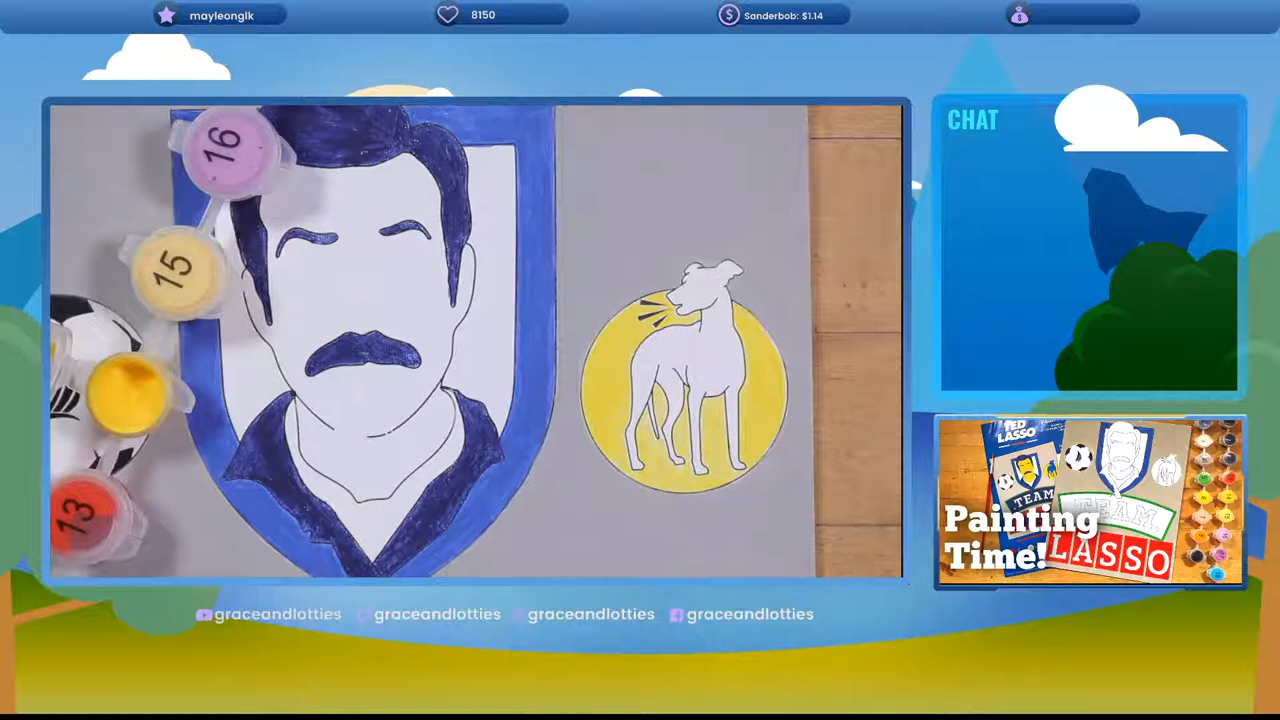 mayleonglk
8150
Sanderbob: $1.14
CHAT
16
15
13
graceandlotties
graceandlotties
graceandlotties
graceandlotties
TED
LASSO
TEAM
TEAM.
LASSO
Painting
Time!